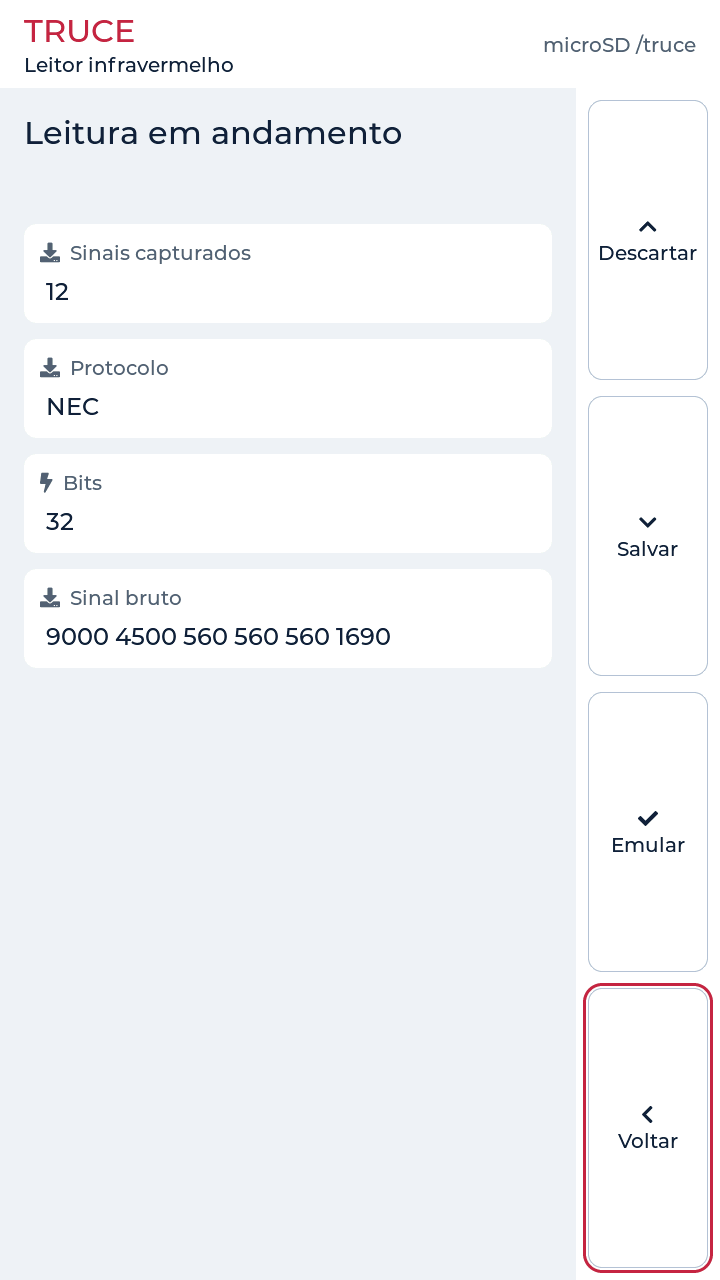 TRUCE
Leitor infravermelho
microSD /truce
Leitura em andamento
Sinais capturados
12
Protocolo
NEC
Bits
32
Sinal bruto
9000 4500 560 560 560 1690
Descartar
Salvar
Emular
Voltar